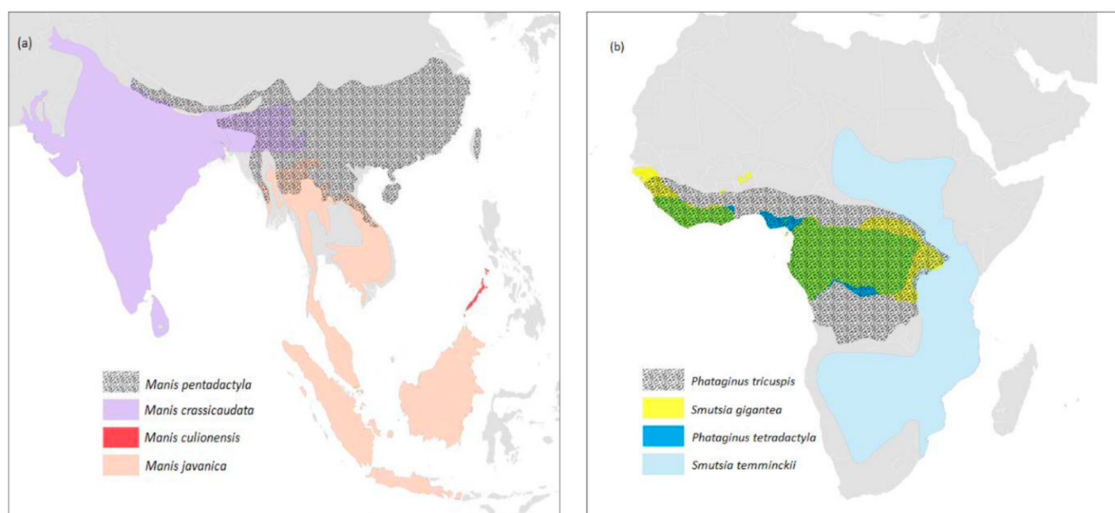 (a)
Manis pentadactyla
Manis crassicaudata
Manis culionensis
Manis javanica
(b)
Phataginus tricuspis
Smutsia gigantea
Phataginus tetradactyla
Smutsia temminckii